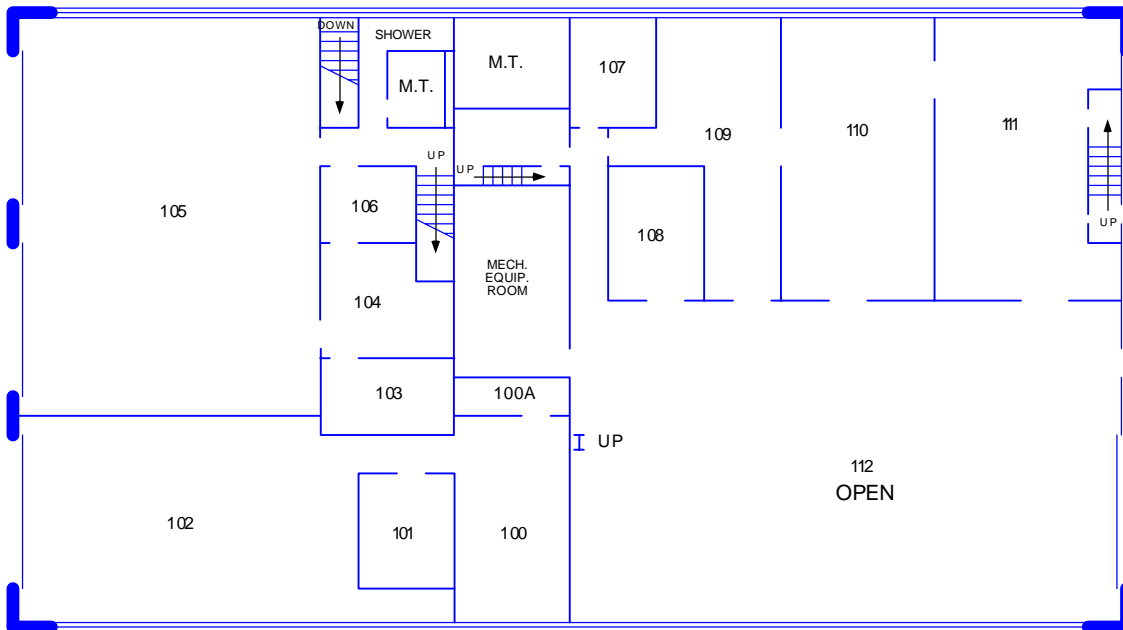 DOWN
SHOWER
M.T.
M.T.
107
109
110
111
UP
UP
105
106
108
UP
MECH.
EQUIP.
ROOM
104
103
100A
UP
112
OPEN
102
101
100